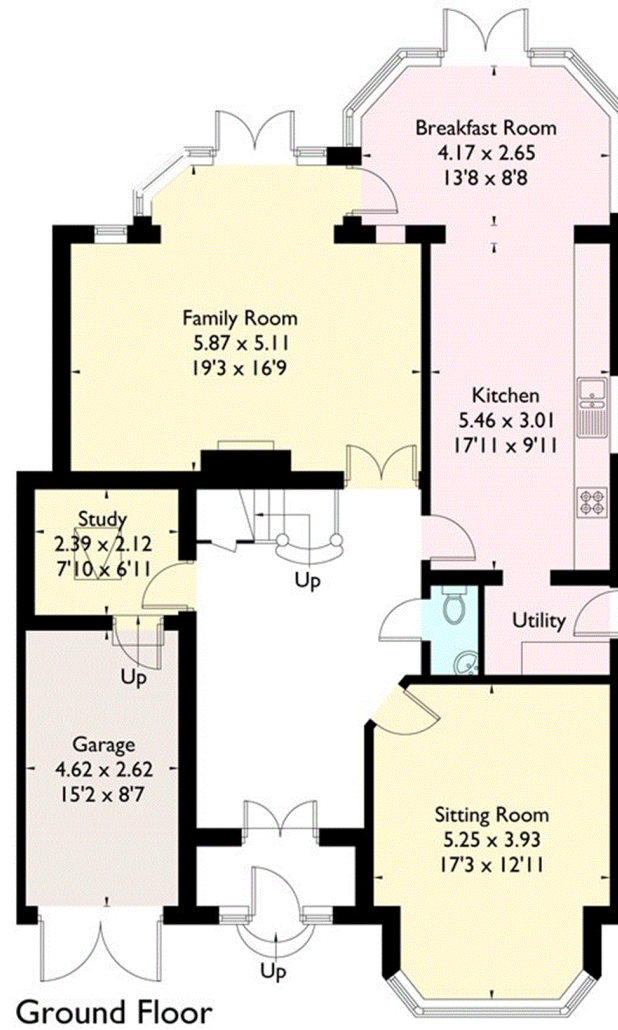 Breakfast Room
4.17 x 2.65
13'8 x 8'8
Family Room
5.87 x 5.11
19'3 x 16'9
Kitchen
5.46 x 3.01
17'11 x 9'11
Study
2.39 x 2.12
7'10 x 6'11
Up
Up
Utility
Garage
4.62 x 2.62
15'2 x 8'7
Sitting Room
5.25 x 3.93
17'3 x 12'11
Up
Ground Floor